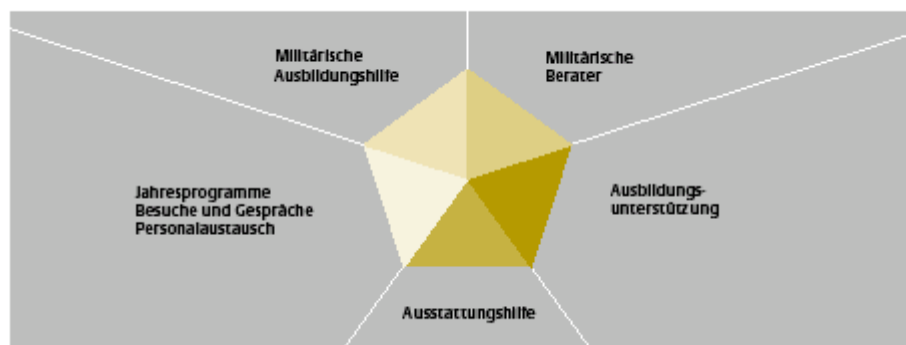 Militärische
Ausbildungshilfe
Militärische
Berater
Jahresprogramme
Besuche und Gespräche
Personalaustausch
Ausbildungs-
unterstützung
Ausstattungshilfe